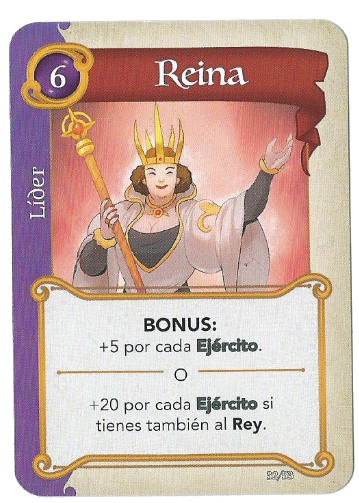 6
Reina
Líder
BONUS:
+5 por cada Ejército.
O
+20 por cada Ejército si
tienes también al Rey.